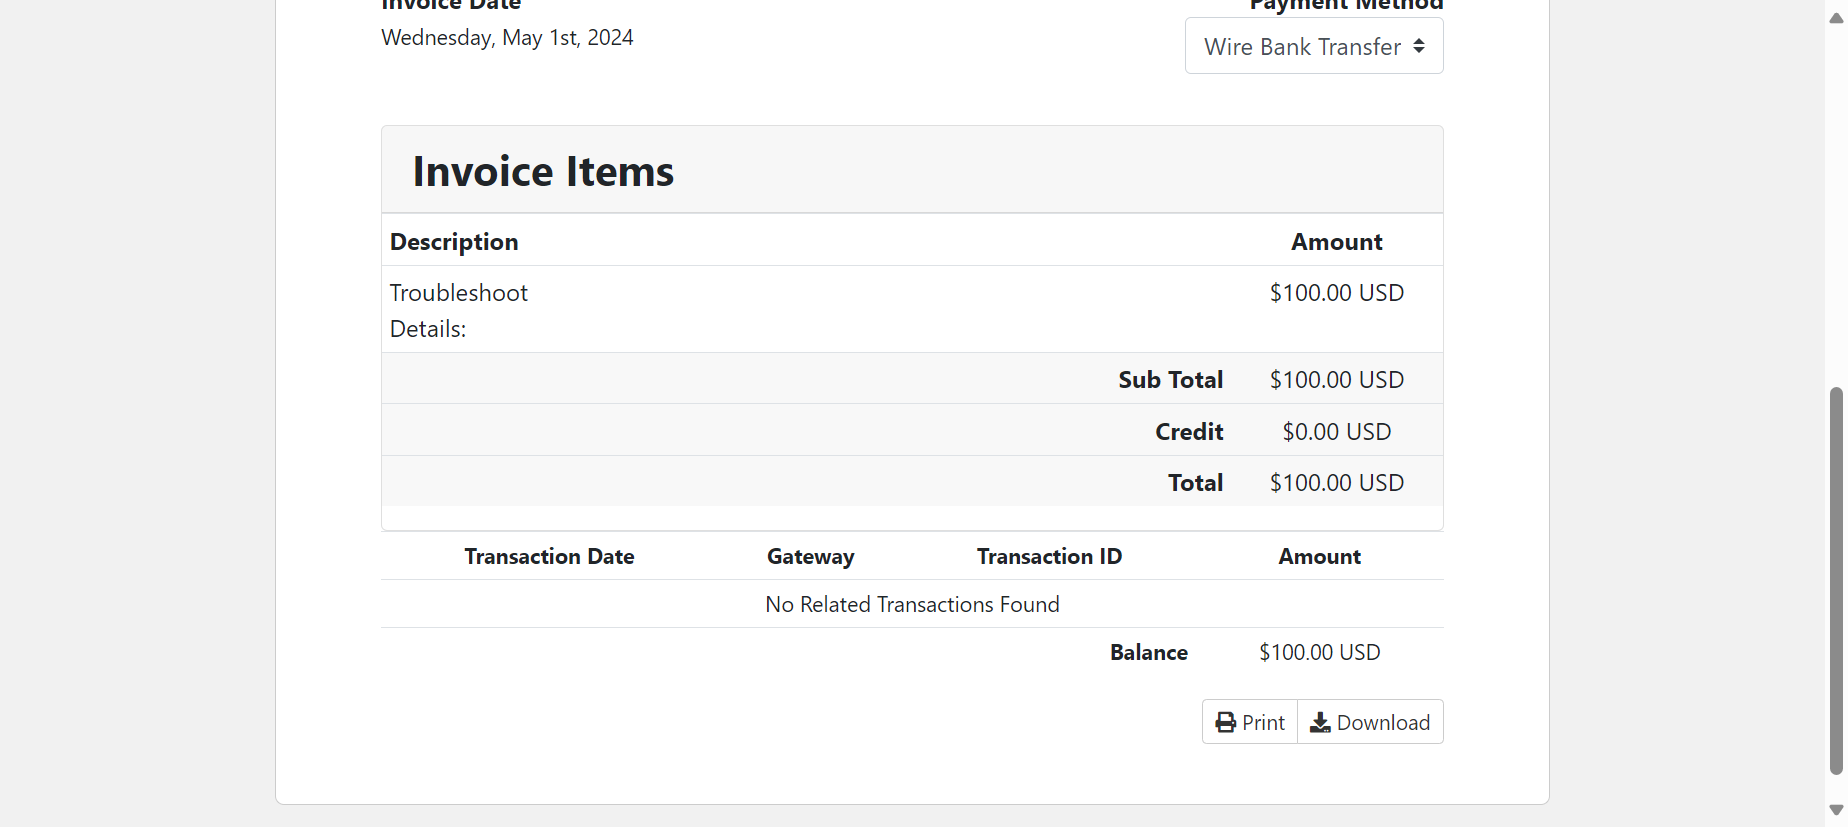 Invoice Date
Payment Method
Wednesday, May 1st, 2024
Wire Bank Transfer
Invoice Items
Description Amount
Troubleshoot $100.00 USD
Details:
Sub Total $100.00 USD
Credit $0.00 USD
Total $100.00 USD
Transaction Date Gateway Transaction ID Amount
No Related Transactions Found
Balance $100.00 USD
Print Download